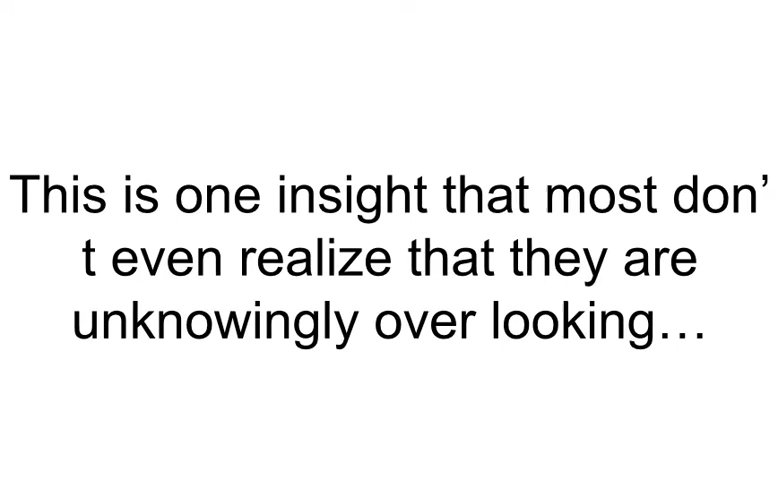 This is one insight that most don’
t even realize that they are
unknowingly over looking…